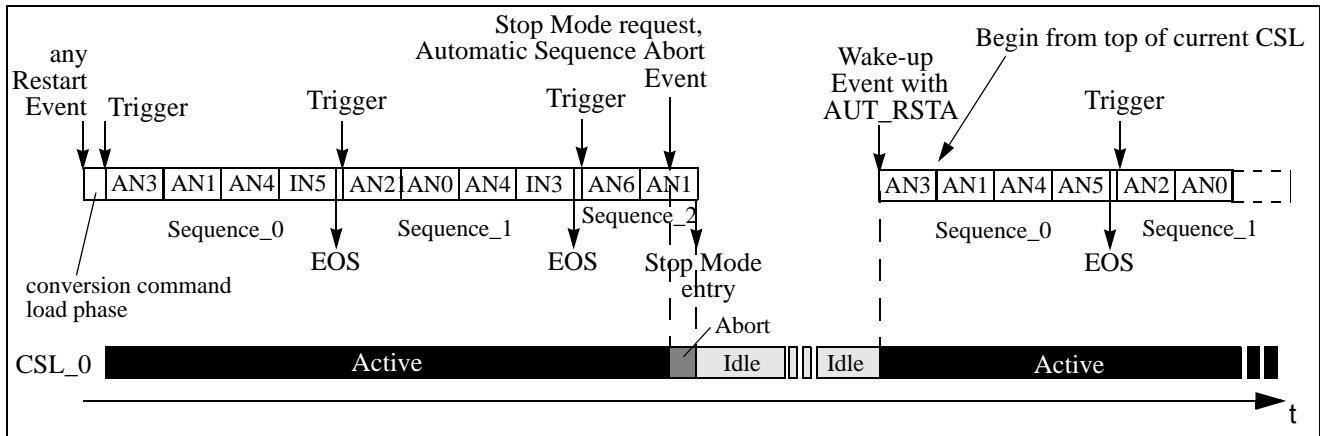 Stop Mode request,
Automatic Sequence Abort
Event
any
Restart
Event
Trigger
Trigger
Trigger
Wake-up
Event with
AUT_RSTA
Begin from top of current CSL
Trigger
AN3 AN1 AN4 IN5 AN21 AN0 AN4 IN3 AN6 AN1
AN3 AN1 AN4 AN5 AN2 AN0
Sequence_0
Sequence_1
Sequence_2
Sequence_0
Sequence_1
EOS
EOS
Stop Mode
entry
EOS
conversion command
load phase
Abort
CSL_0
Active
Idle
Idle
Active
t